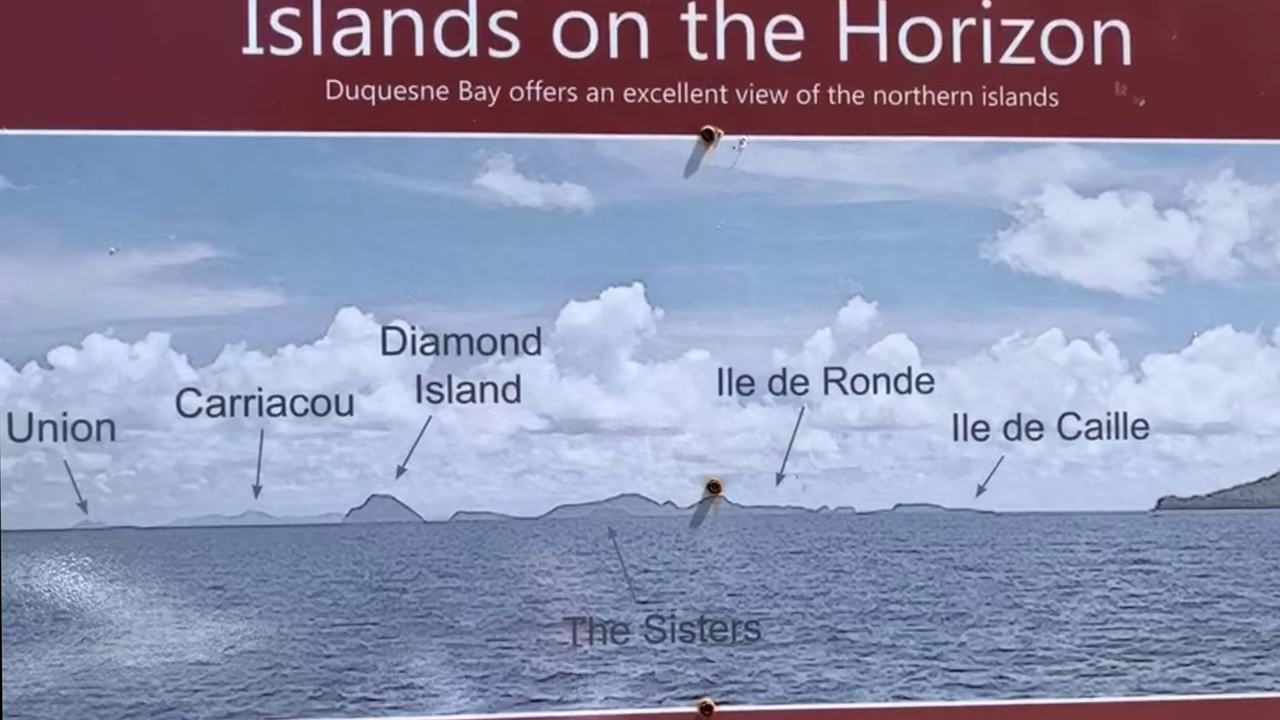 Islands on the Horizon
Duquesne Bay offers an excellent view of the northern islands
Diamond
Island
Ile de Ronde
Carriacou
Union
Ile de Caille
The Sisters